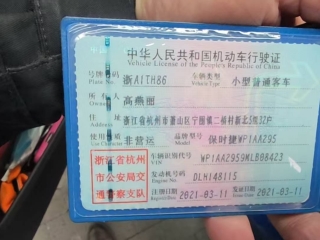 中华人民共和国机动车行驶证
Vehicle License of the People's Republic of China
号牌号码 浙A1TH86 车辆类型 小型普通客车
Plate No. Vehicle Type
所有人 高燕丽
Owner
住址 浙江省杭州市萧山区宁围镇二桥村新北5组32户
Address
使用性质 非营运 品牌型号 保时捷WP1AA295
Use Character Model
浙江省杭州
市公安局交
通警察支队
车辆识别代号 WP1AA2959KLB08423
VIN
发动机号码 DLH148115
Engine No.
注册日期 2021-03-11 发证日期 2021-03-11
Register Date Issue Date